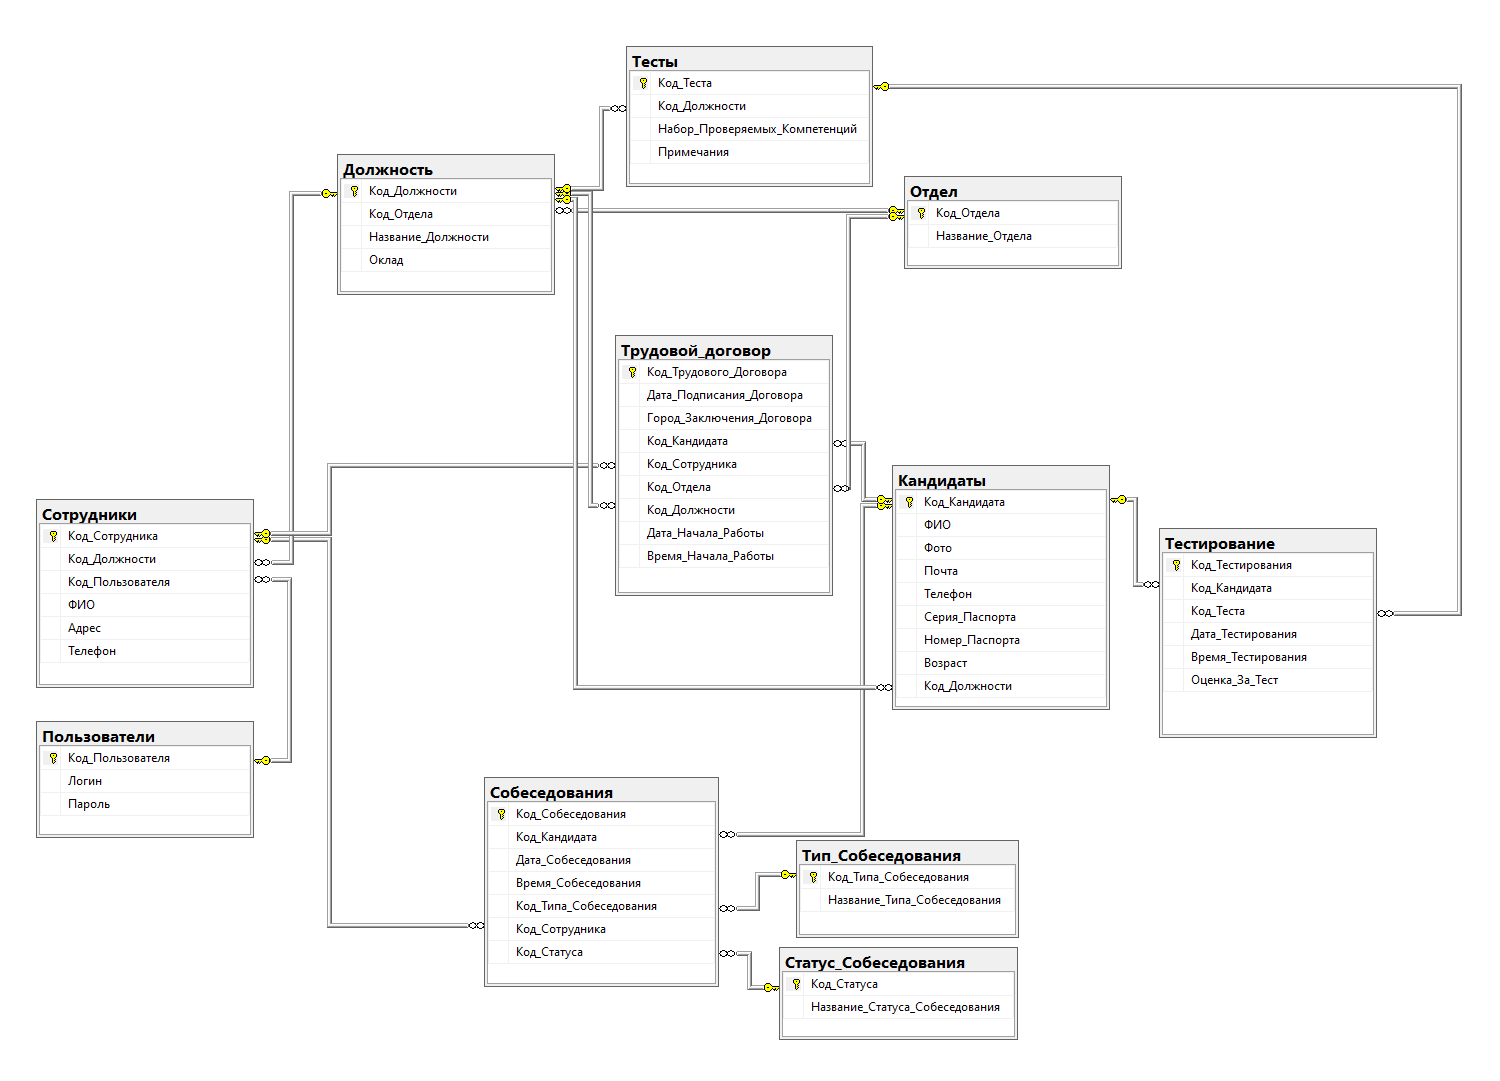 Тесты
Код_Теста
Код_Должности
Набор_Проверяемых_Компетенций
Примечания
Должность
Код_Должности
Код_Отдела
Название_Должности
Оклад
Отдел
Код_Отдела
Название_Отдела
Трудовой_договор
Код_Трудового_Договора
Дата_Подписания_Договора
Город_Заключения_Договора
Код_Кандидата
Код_Сотрудника
Код_Отдела
Код_Должности
Дата_Начала_Работы
Время_Начала_Работы
Кандидаты
Код_Кандидата
ФИО
Фото
Почта
Телефон
Серия_Паспорта
Номер_Паспорта
Возраст
Код_Должности
Сотрудники
Код_Сотрудника
Код_Должности
Код_Пользователя
ФИО
Адрес
Телефон
Тестирование
Код_Тестирования
Код_Кандидата
Код_Теста
Дата_Тестирования
Время_Тестирования
Оценка_За_Тест
Пользователи
Код_Пользователя
Логин
Пароль
Собеседования
Код_Собеседования
Код_Кандидата
Дата_Собеседования
Время_Собеседования
Код_Типа_Собеседования
Код_Сотрудника
Код_Статуса
Тип_Собеседования
Код_Типа_Собеседования
Название_Типа_Собеседования
Статус_Собеседования
Код_Статуса
Название_Статуса_Собеседования